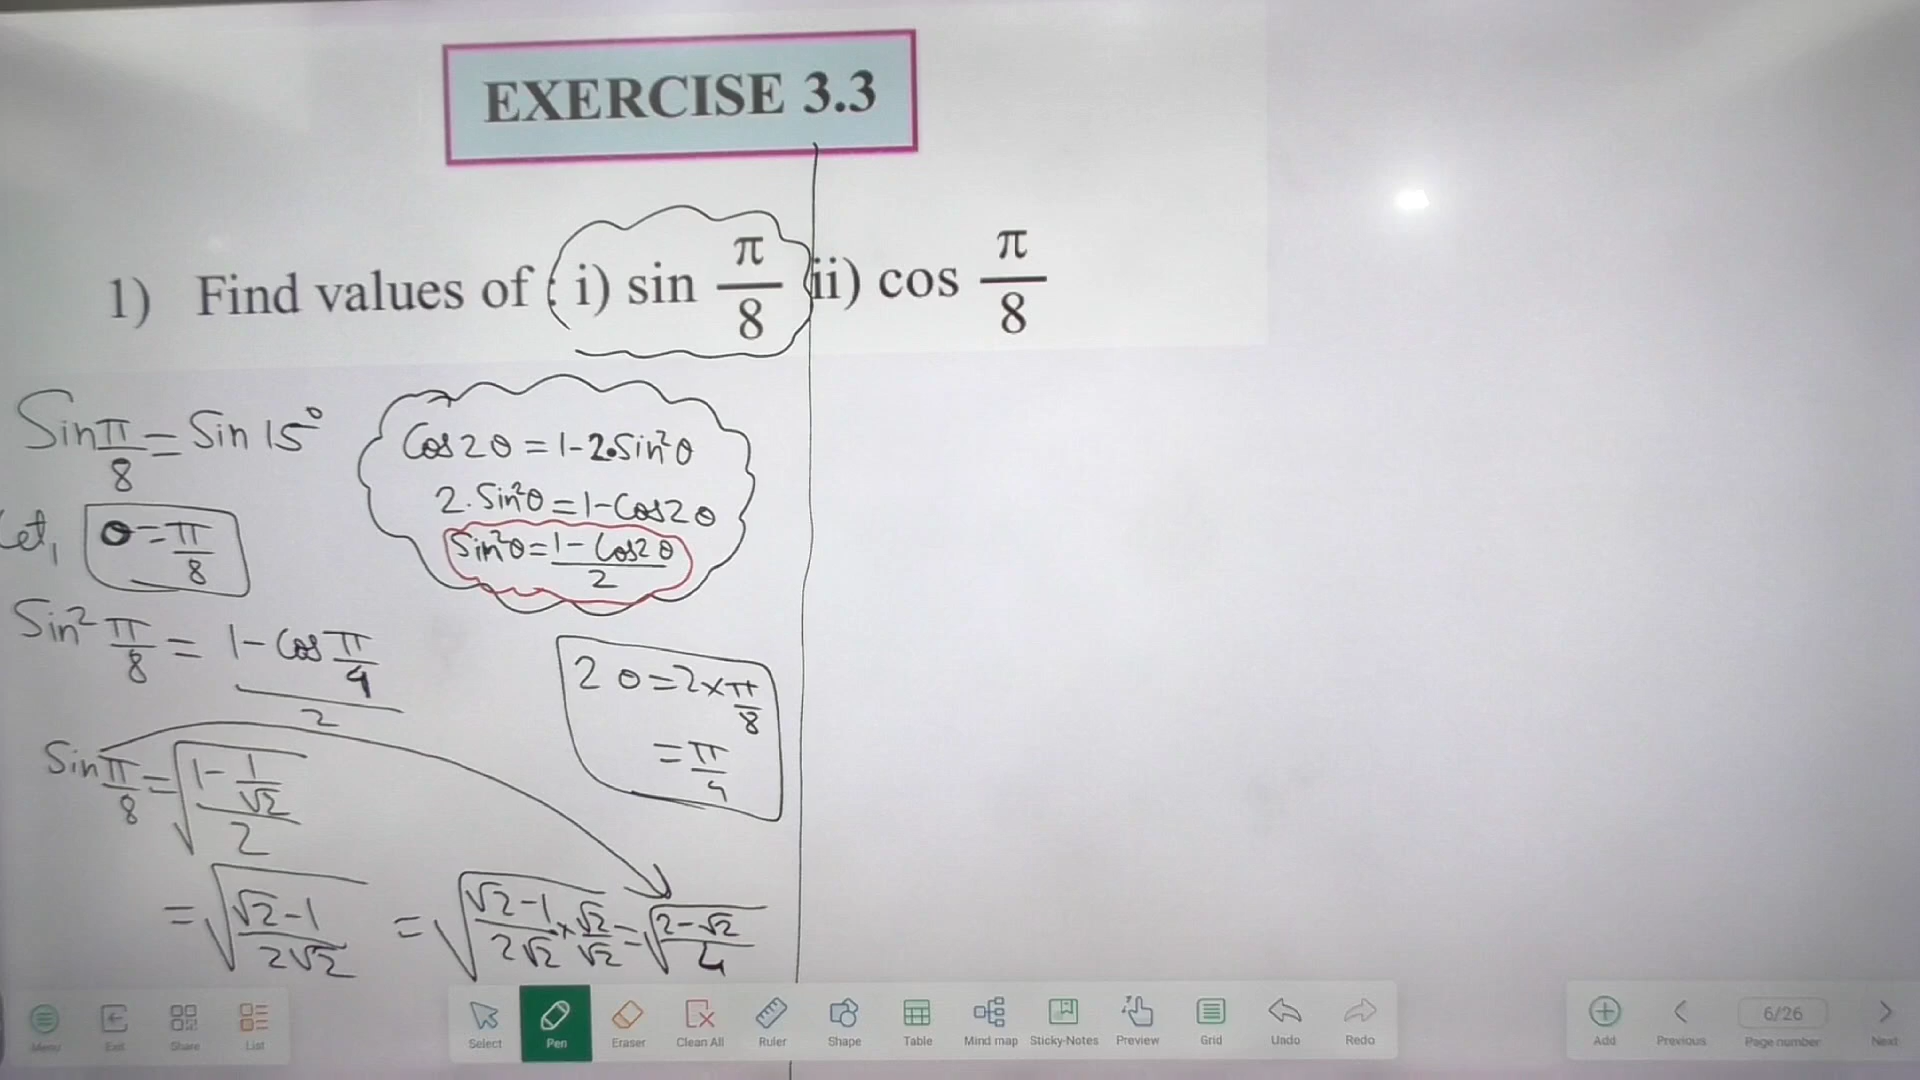 EXERCISE 3.3
1) Find values of : i) sin π/8 ii) cos π/8
Sin π/8 = Sin 15°
Let, θ = π/8
Sin² π/8 = 1 - Cos π/4 / 2
Sin π/8 = √(1 - 1/√2 / 2)
= √(√2 - 1 / 2√2) = √(√2 - 1 / 2√2 × √2/√2) = √(2 - √2 / 4)
Cos 2θ = 1 - 2.Sin²θ
2. Sin²θ = 1 - Cos2θ
Sin²θ = 1 - Cos2θ / 2
2θ = 2 × π/8
= π/4
Menu Exit Share List
Select Pen Eraser Clean All Ruler Shape Table Mind map Sticky-Notes Preview Grid Undo Redo
Add Previous 6/26 Page number Next